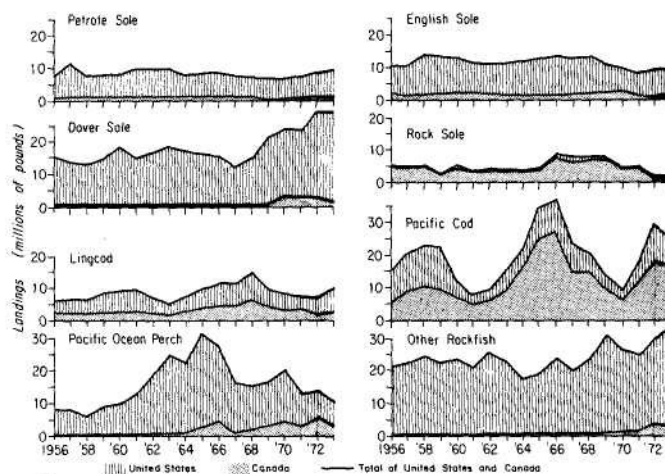 Petrale Sole
10
0
Dover Sole
20
10
0
Lingcod
20
10
0
Pacific Ocean Perch
30
20
10
0
1956 '58 '60 '62 '64 '66 '68 '70 '72
Landings (millions of pounds)
English Sole
10
0
Rock Sole
10
0
Pacific Cod
30
20
10
0
Other Rockfish
30
20
10
0
1956 '58 '60 '62 '64 '66 '68 '70 '72
United States Canada Total of United States and Canada